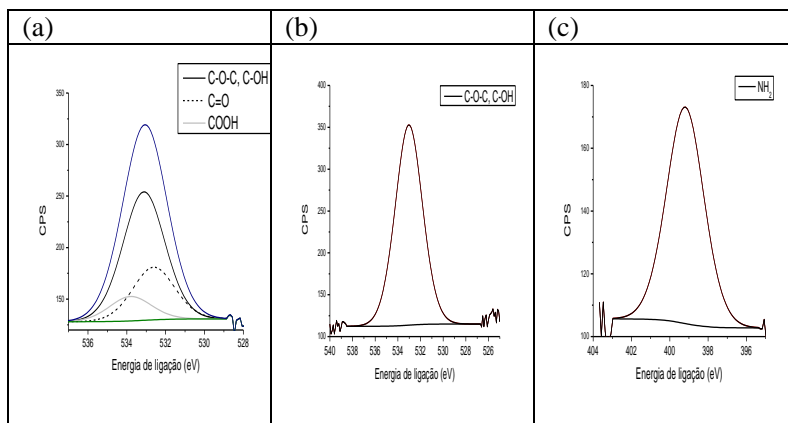 (a)
(b)
(c)
C-O-C, C-OH
C=O
COOH
350
300
250
200
150
CPS
536
534
532
530
528
Energia de ligação (eV)
C-O-C, C-OH
400
350
300
250
200
150
100
CPS
540
538
536
534
532
530
528
526
Energia de ligação (eV)
NH₂
180
160
140
120
100
CPS
404
402
400
398
396
Energia de ligação (eV)